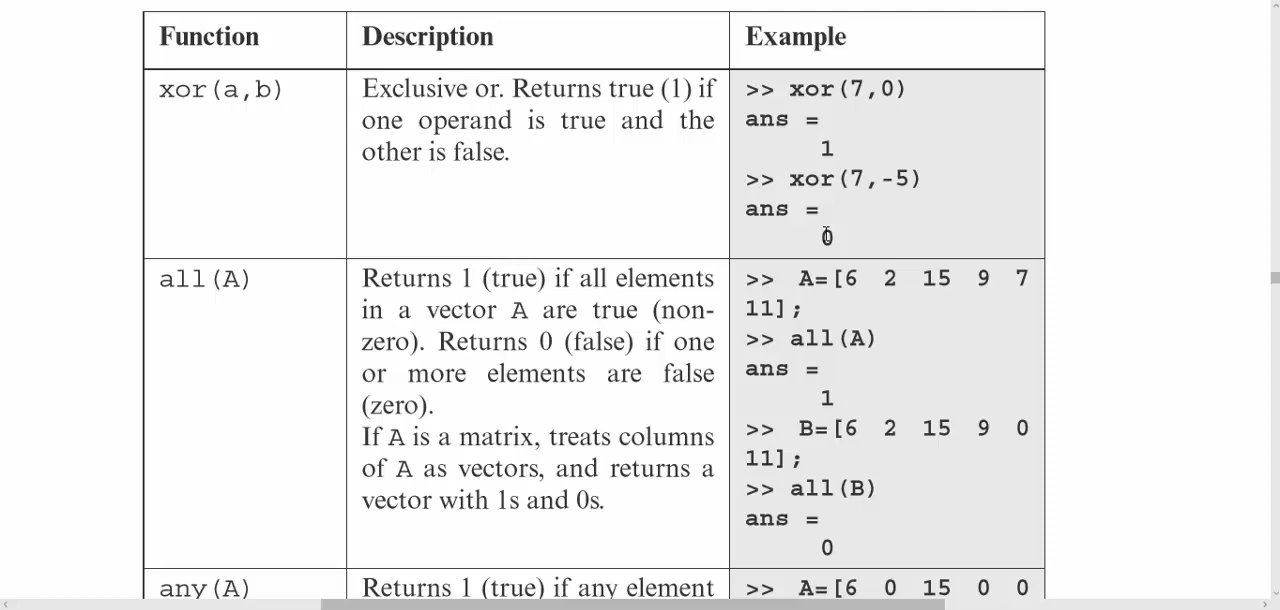 Function Description Example
xor(a,b)
Exclusive or. Returns true (1) if
one operand is true and the
other is false.
>> xor(7,0)
ans =
1
>> xor(7,-5)
ans =
0
all(A)
Returns 1 (true) if all elements
in a vector A are true (non-
zero). Returns 0 (false) if one
or more elements are false
(zero).
If A is a matrix, treats columns
of A as vectors, and returns a
vector with 1s and 0s.
>> A=[6 2 15 9 7
11];
>> all(A)
ans =
1
>> B=[6 2 15 9 0
11];
>> all(B)
ans =
0
any(A)
Returns 1 (true) if any element
>> A=[6 0 15 0 0